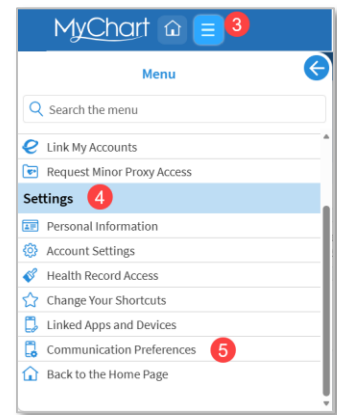 MyChart 3
Menu
Search the menu
Link My Accounts
Request Minor Proxy Access
Settings 4
Personal Information
Account Settings
Health Record Access
Change Your Shortcuts
Linked Apps and Devices
Communication Preferences 5
Back to the Home Page